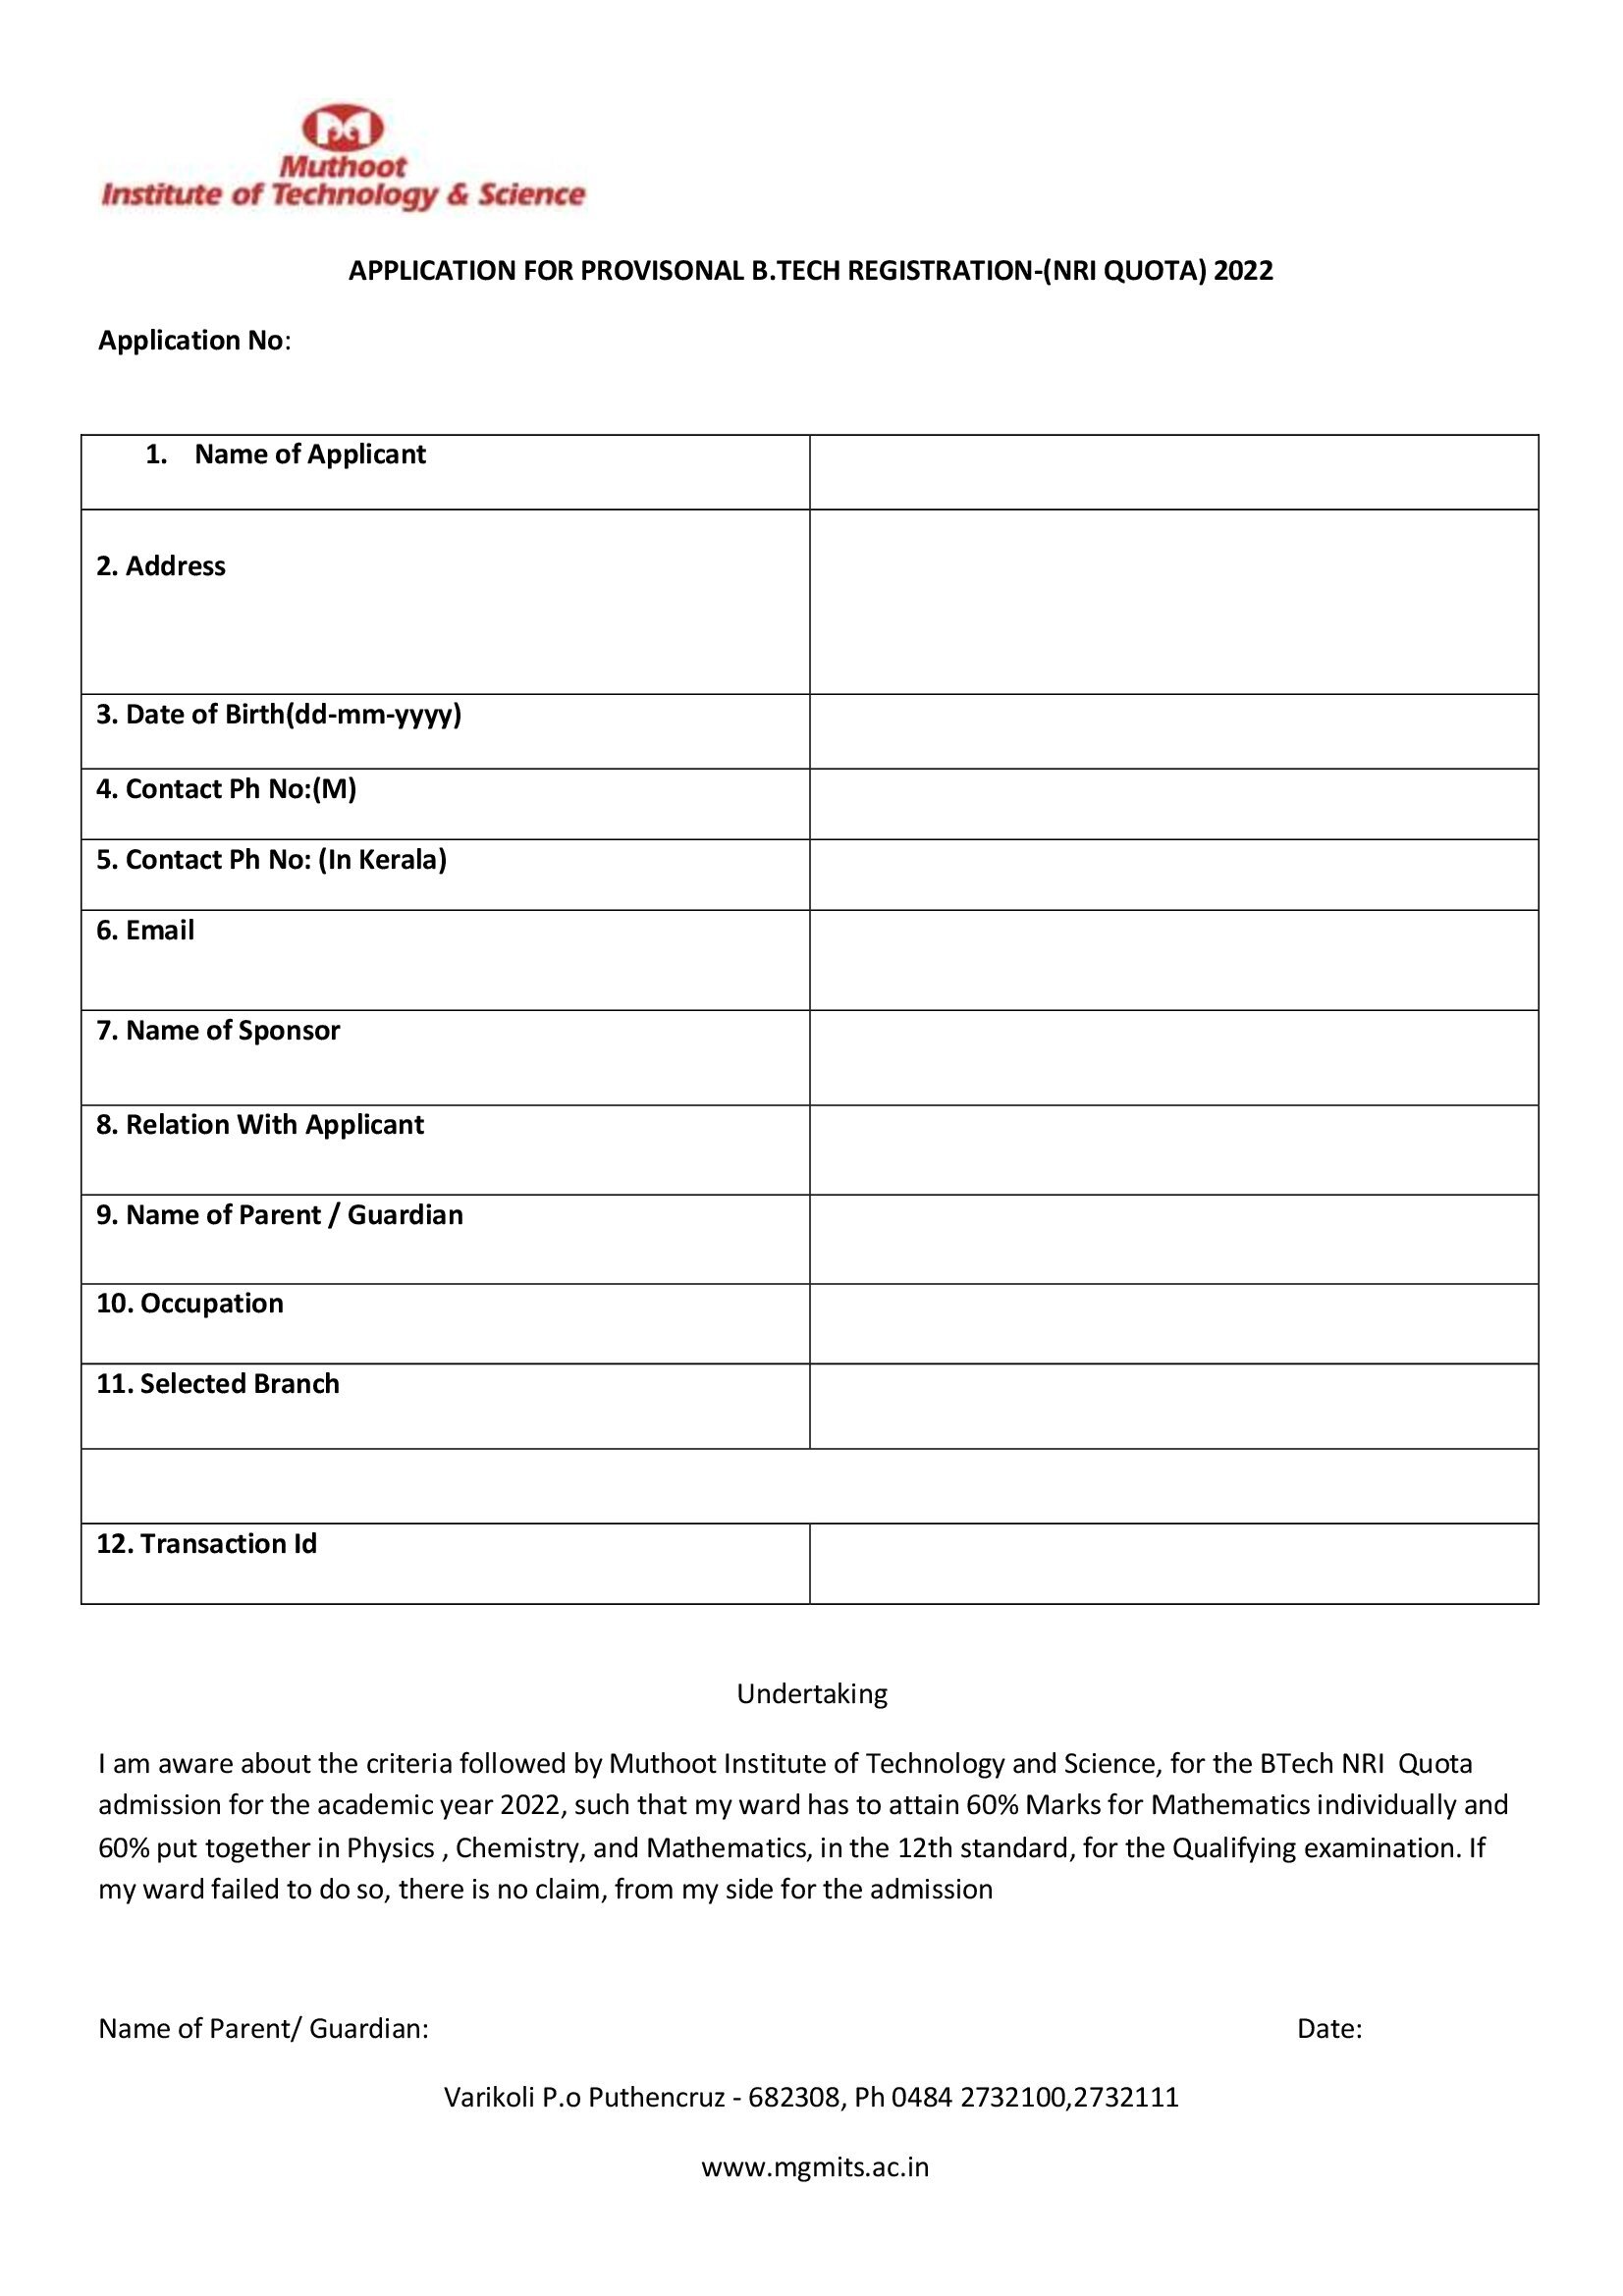 Muthoot
Institute of Technology & Science
APPLICATION FOR PROVISONAL B.TECH REGISTRATION-(NRI QUOTA) 2022
Application No:
1. Name of Applicant
2. Address
3. Date of Birth(dd-mm-yyyy)
4. Contact Ph No:(M)
5. Contact Ph No: (In Kerala)
6. Email
7. Name of Sponsor
8. Relation With Applicant
9. Name of Parent / Guardian
10. Occupation
11. Selected Branch
12. Transaction Id
Undertaking
I am aware about the criteria followed by Muthoot Institute of Technology and Science, for the BTech NRI  Quota
admission for the academic year 2022, such that my ward has to attain 60% Marks for Mathematics individually and
60% put together in Physics , Chemistry, and Mathematics, in the 12th standard, for the Qualifying examination. If
my ward failed to do so, there is no claim, from my side for the admission
Name of Parent/ Guardian: Date:
Varikoli P.o Puthencruz - 682308, Ph 0484 2732100,2732111
www.mgmits.ac.in